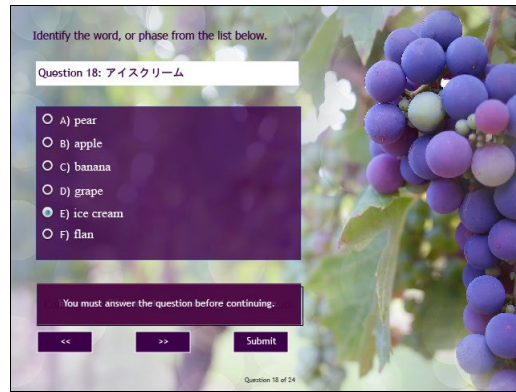 Identify the word, or phase from the list below.
Question 18: アイスクリーム
A) pear
B) apple
C) banana
D) grape
E) ice cream
F) flan
You must answer the question before continuing.
<< >> Submit
Question 18 of 24